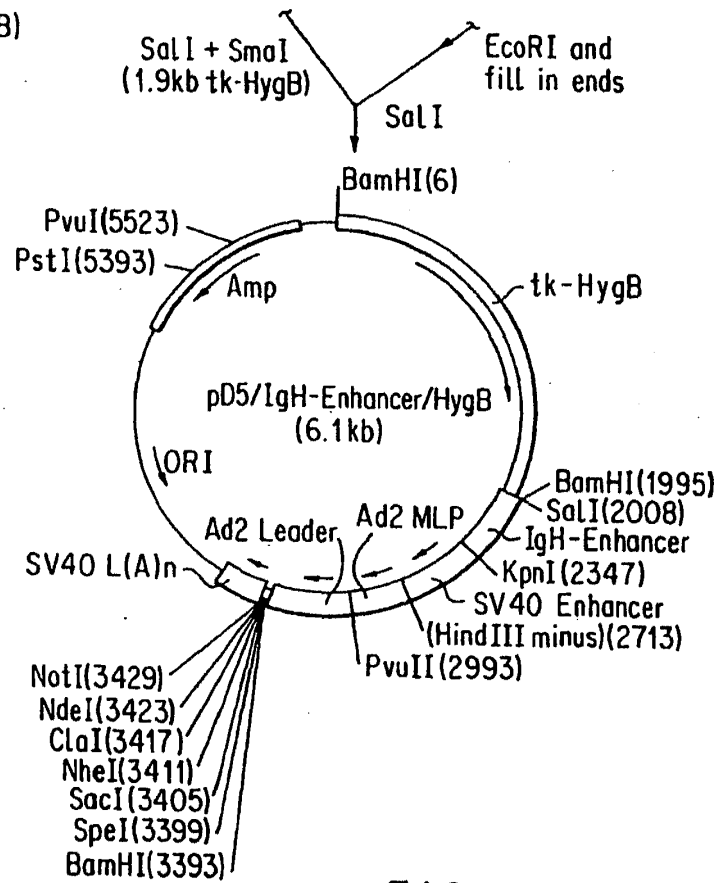 B)
SalI + SmaI
(1.9kb tk-HygB)
EcoRI and
fill in ends
SalI
BamHI(6)
PvuI(5523)
PstI(5393)
Amp
tk-HygB
pD5/IgH-Enhancer/HygB
(6.1kb)
ORI
BamHI(1995)
SalI(2008)
IgH-Enhancer
KpnI(2347)
SV40 Enhancer
(HindIII minus)(2713)
PvuII(2993)
Ad2 MLP
Ad2 Leader
SV40 L(A)n
NotI(3429)
NdeI(3423)
ClaI(3417)
NheI(3411)
SacI(3405)
SpeI(3399)
BamHI(3393)